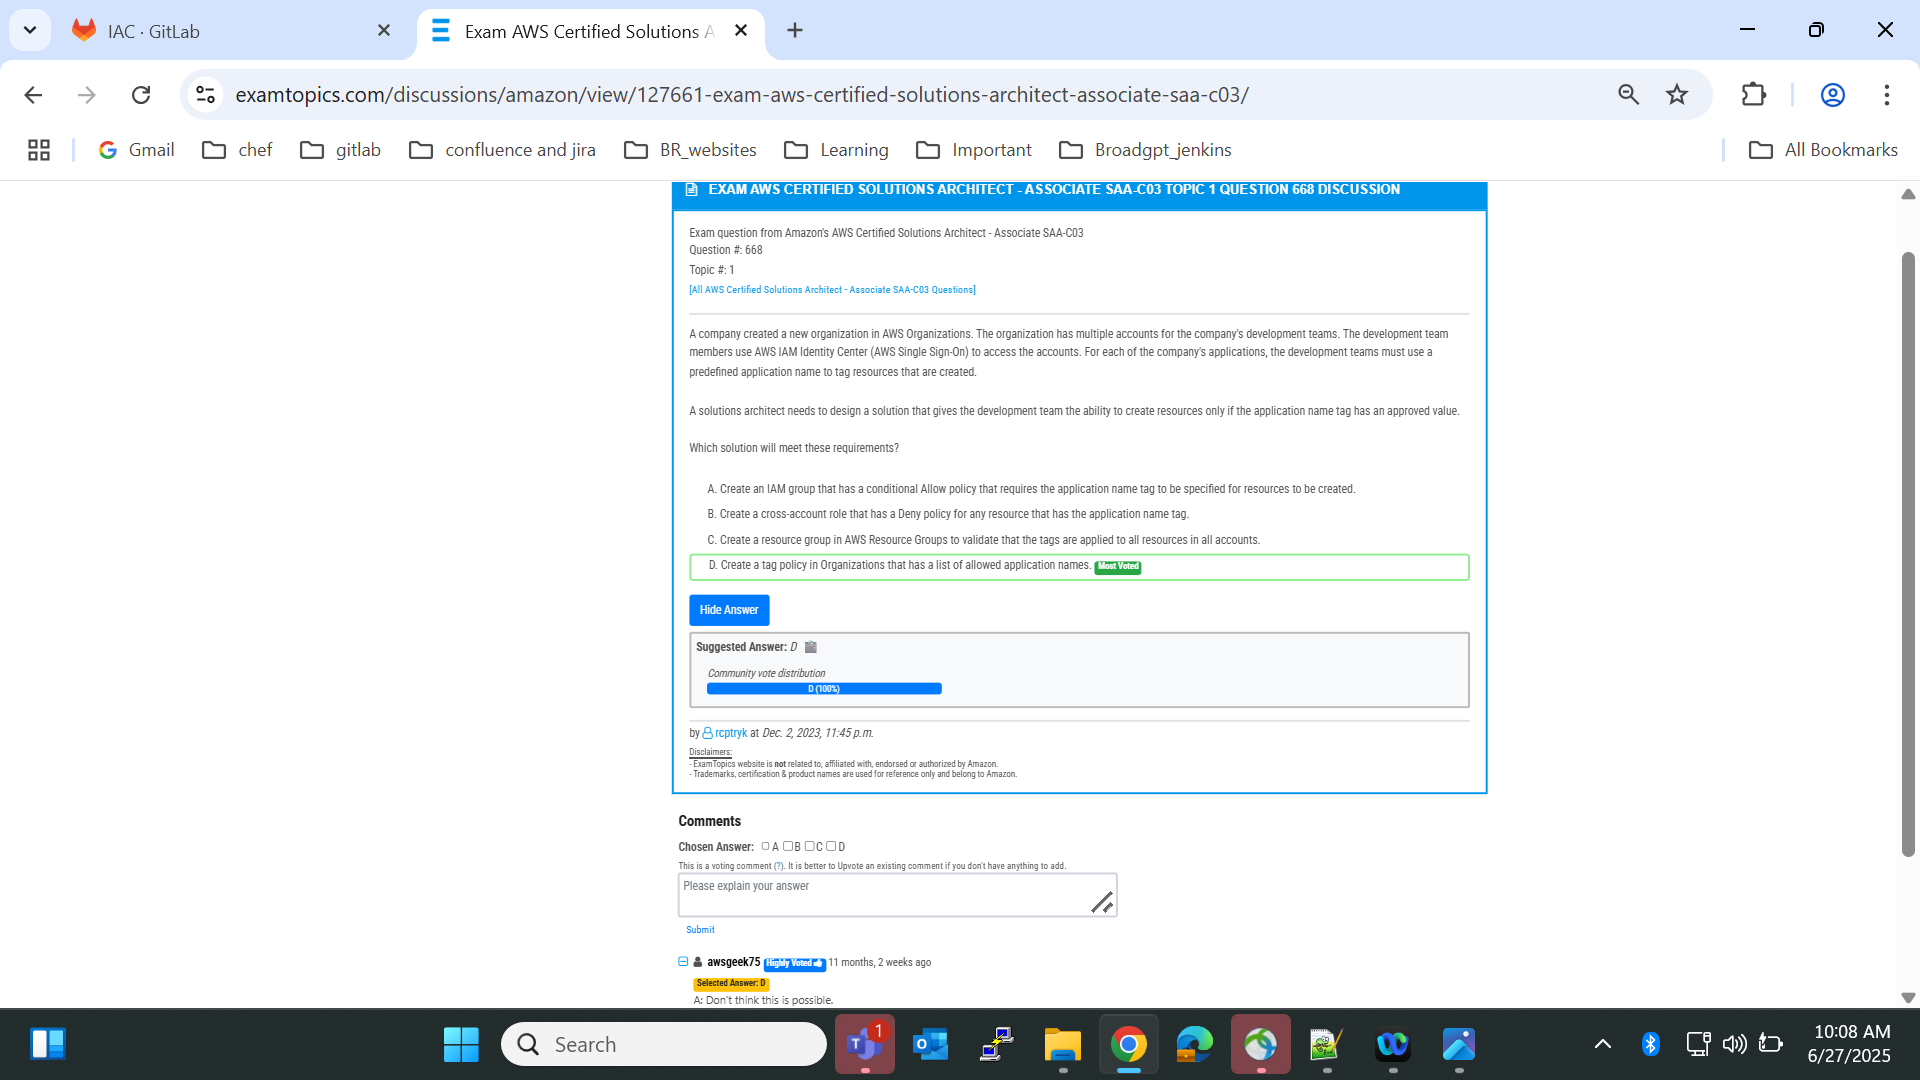 IAC · GitLab
Exam AWS Certified Solutions A
examtopics.com/discussions/amazon/view/127661-exam-aws-certified-solutions-architect-associate-saa-c03/
Gmail
chef
gitlab
confluence and jira
BR_websites
Learning
Important
Broadgpt_jenkins
All Bookmarks
EXAM AWS CERTIFIED SOLUTIONS ARCHITECT - ASSOCIATE SAA-C03 TOPIC 1 QUESTION 668 DISCUSSION
Exam question from Amazon's AWS Certified Solutions Architect - Associate SAA-C03
Question #: 668
Topic #: 1
[All AWS Certified Solutions Architect - Associate SAA-C03 Questions]
A company created a new organization in AWS Organizations. The organization has multiple accounts for the company's development teams. The development team
members use AWS IAM Identity Center (AWS Single Sign-On) to access the accounts. For each of the company's applications, the development teams must use a
predefined application name to tag resources that are created.
A solutions architect needs to design a solution that gives the development team the ability to create resources only if the application name tag has an approved value.
Which solution will meet these requirements?
A. Create an IAM group that has a conditional Allow policy that requires the application name tag to be specified for resources to be created.
B. Create a cross-account role that has a Deny policy for any resource that has the application name tag.
C. Create a resource group in AWS Resource Groups to validate that the tags are applied to all resources in all accounts.
D. Create a tag policy in Organizations that has a list of allowed application names. Most Voted
Hide Answer
Suggested Answer: D
Community vote distribution
D (100%)
by rcptryk at Dec. 2, 2023, 11:45 p.m.
Disclaimers:
- ExamTopics website is not related to, affiliated with, endorsed or authorized by Amazon.
- Trademarks, certification & product names are used for reference only and belong to Amazon.
Comments
Chosen Answer: A B C D
This is a voting comment (?). It is better to Upvote an existing comment if you don't have anything to add.
Please explain your answer
Submit
awsgeek75 Highly Voted 11 months, 2 weeks ago
Selected Answer: D
A: Don't think this is possible.
Search
1
10:08 AM
6/27/2025